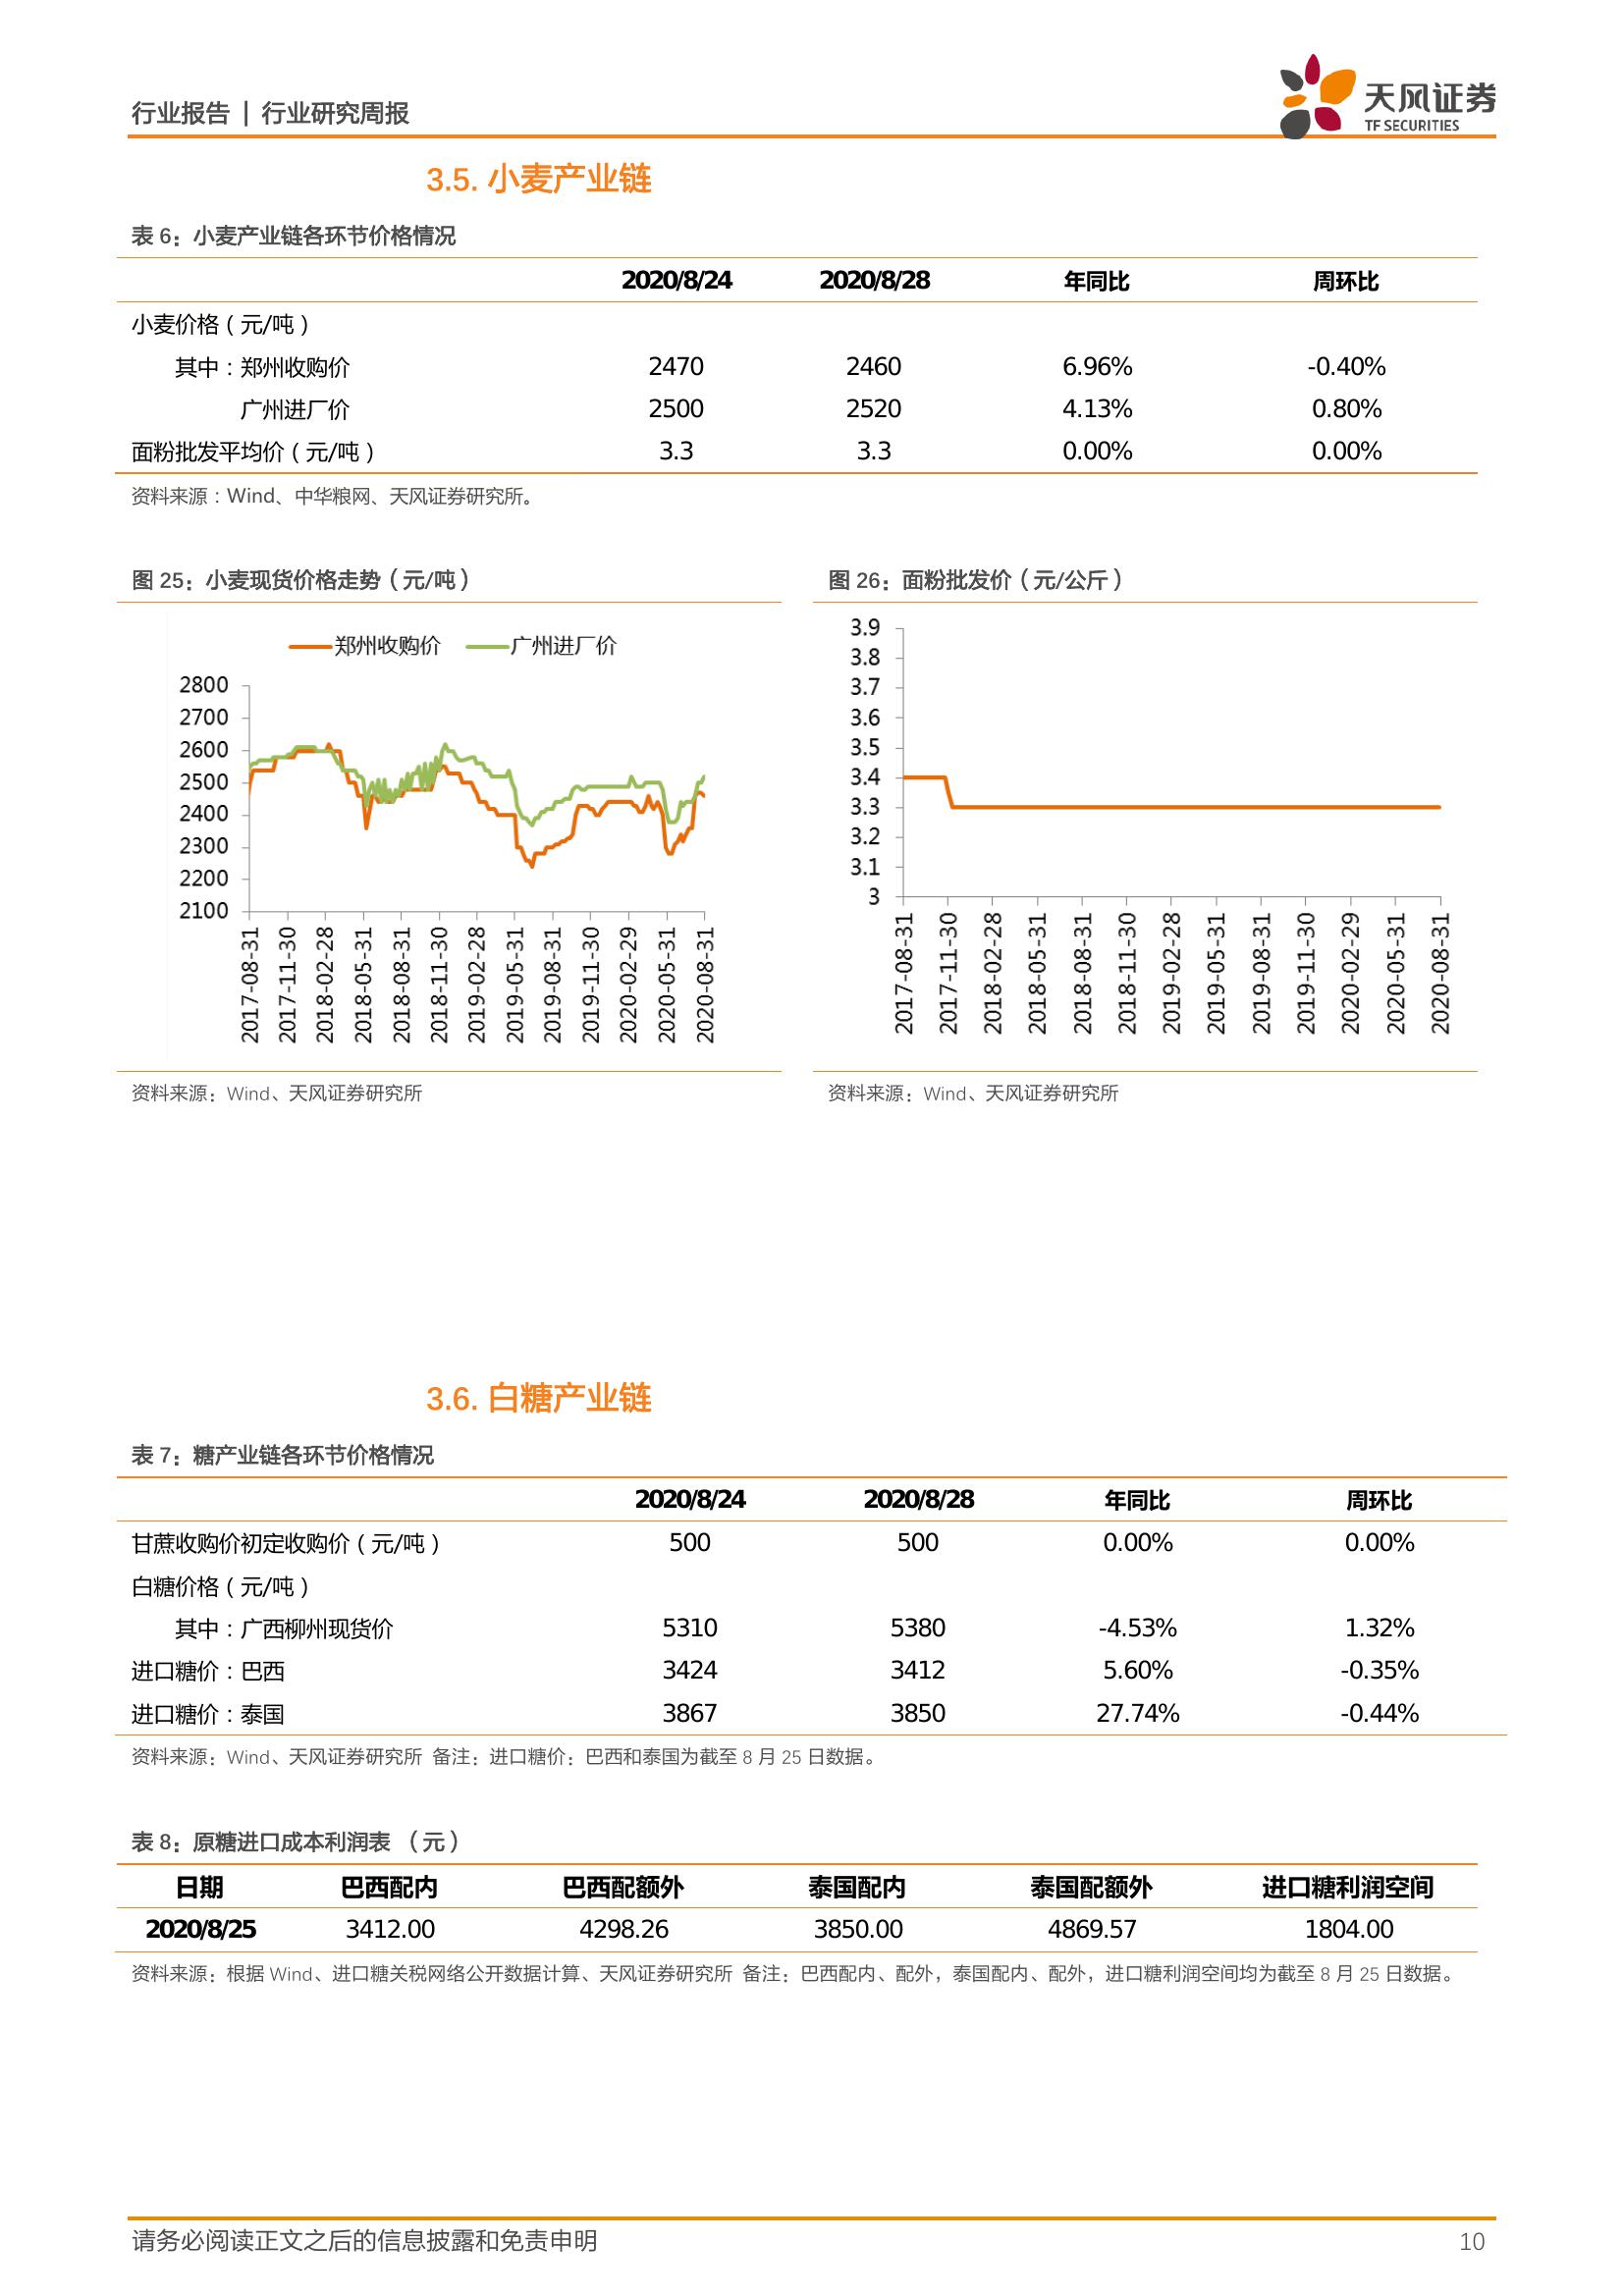 行业报告 | 行业研究周报
天风证券
TF SECURITIES
3.5. 小麦产业链
表 6：小麦产业链各环节价格情况
2020/8/24 2020/8/28 年同比 周环比
小麦价格（元/吨）
其中：郑州收购价 2470 2460 6.96% -0.40%
广州进厂价 2500 2520 4.13% 0.80%
面粉批发平均价（元/吨） 3.3 3.3 0.00% 0.00%
资料来源：Wind、中华粮网、天风证券研究所。
图 25：小麦现货价格走势（元/吨）
郑州收购价 广州进厂价
2800
2700
2600
2500
2400
2300
2200
2100
2017-08-31
2017-11-30
2018-02-28
2018-05-31
2018-08-31
2018-11-30
2019-02-28
2019-05-31
2019-08-31
2019-11-30
2020-02-29
2020-05-31
2020-08-31
资料来源：Wind、天风证券研究所
图 26：面粉批发价（元/公斤）
3.9
3.8
3.7
3.6
3.5
3.4
3.3
3.2
3.1
3
2017-08-31
2017-11-30
2018-02-28
2018-05-31
2018-08-31
2018-11-30
2019-02-28
2019-05-31
2019-08-31
2019-11-30
2020-02-29
2020-05-31
2020-08-31
资料来源：Wind、天风证券研究所
3.6. 白糖产业链
表 7：糖产业链各环节价格情况
2020/8/24 2020/8/28 年同比 周环比
甘蔗收购价初定收购价（元/吨） 500 500 0.00% 0.00%
白糖价格（元/吨）
其中：广西柳州现货价 5310 5380 -4.53% 1.32%
进口糖价：巴西 3424 3412 5.60% -0.35%
进口糖价：泰国 3867 3850 27.74% -0.44%
资料来源：Wind、天风证券研究所 备注：进口糖价：巴西和泰国为截至 8 月 25 日数据。
表 8：原糖进口成本利润表 （元）
日期 巴西配内 巴西配额外 泰国配内 泰国配额外 进口糖利润空间
2020/8/25 3412.00 4298.26 3850.00 4869.57 1804.00
资料来源：根据 Wind、进口糖关税网络公开数据计算、天风证券研究所 备注：巴西配内、配外，泰国配内、配外，进口糖利润空间均为截至 8 月 25 日数据。
请务必阅读正文之后的信息披露和免责申明 10